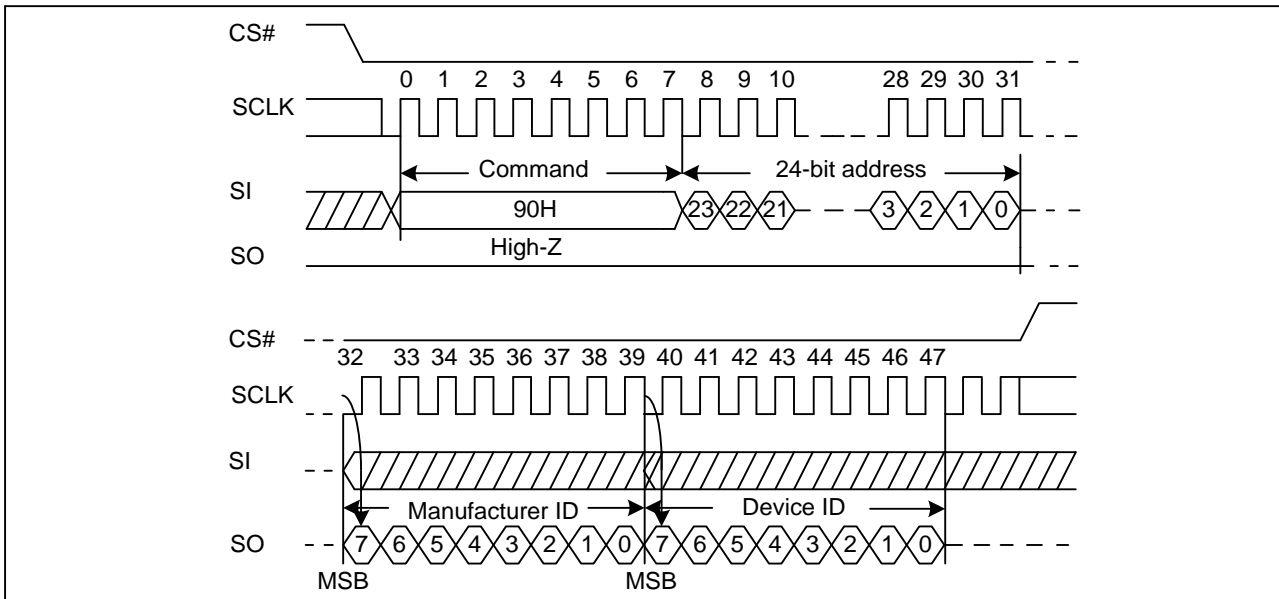 CS#
0 1 2 3 4 5 6 7 8 9 10 28 29 30 31
SCLK
Command 24-bit address
SI
90H 23 22 21 3 2 1 0
High-Z
SO
CS#
32 33 34 35 36 37 38 39 40 41 42 43 44 45 46 47
SCLK
SI
Manufacturer ID Device ID
SO 7 6 5 4 3 2 1 0 7 6 5 4 3 2 1 0
MSB MSB